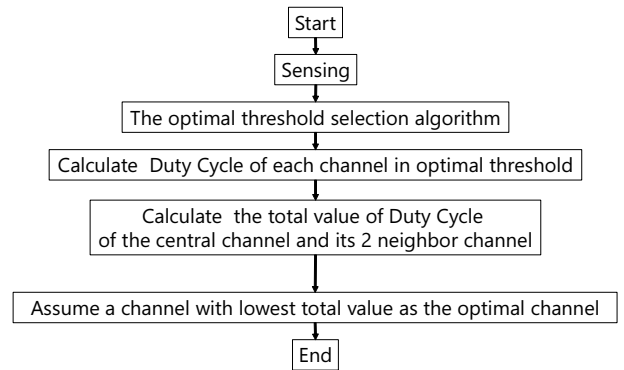 Start
Sensing
The optimal threshold selection algorithm
Calculate Duty Cycle of each channel in optimal threshold
Calculate the total value of Duty Cycle
of the central channel and its 2 neighbor channel
Assume a channel with lowest total value as the optimal channel
End